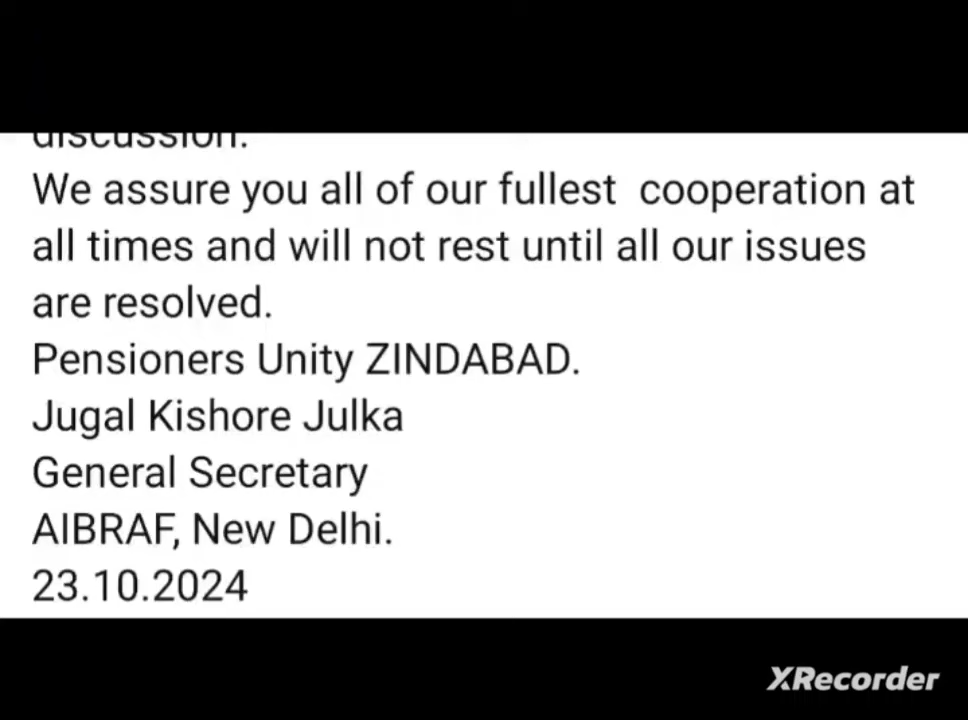 discussion.
We assure you all of our fullest  cooperation at
all times and will not rest until all our issues
are resolved.
Pensioners Unity ZINDABAD.
Jugal Kishore Julka
General Secretary
AIBRAF, New Delhi.
23.10.2024
XRecorder